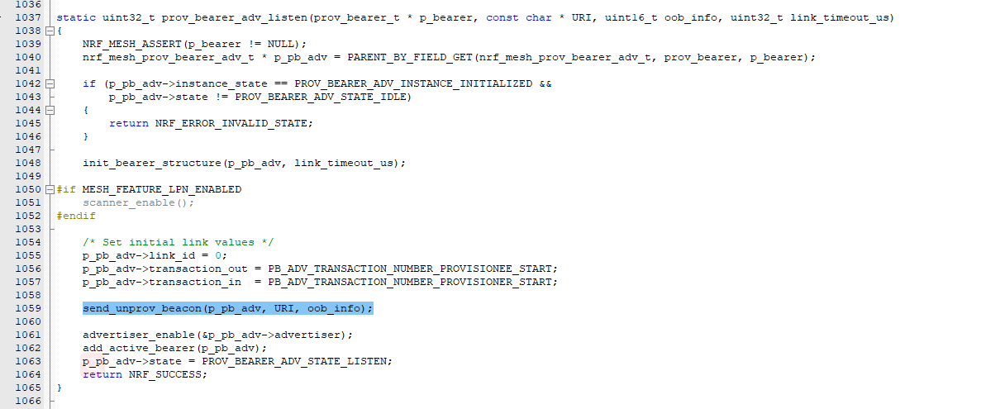 1036
1037 static uint32_t prov_bearer_adv_listen(prov_bearer_t * p_bearer, const char * URI, uint16_t oob_info, uint32_t link_timeout_us)
1038 {
1039     NRF_MESH_ASSERT(p_bearer != NULL);
1040     nrf_mesh_prov_bearer_adv_t * p_pb_adv = PARENT_BY_FIELD_GET(nrf_mesh_prov_bearer_adv_t, prov_bearer, p_bearer);
1041
1042     if (p_pb_adv->instance_state == PROV_BEARER_ADV_INSTANCE_INITIALIZED &&
1043         p_pb_adv->state != PROV_BEARER_ADV_STATE_IDLE)
1044     {
1045         return NRF_ERROR_INVALID_STATE;
1046     }
1047
1048     init_bearer_structure(p_pb_adv, link_timeout_us);
1049
1050 #if MESH_FEATURE_LPN_ENABLED
1051     scanner_enable();
1052 #endif
1053
1054     /* Set initial link values */
1055     p_pb_adv->link_id = 0;
1056     p_pb_adv->transaction_out = PB_ADV_TRANSACTION_NUMBER_PROVISIONEE_START;
1057     p_pb_adv->transaction_in  = PB_ADV_TRANSACTION_NUMBER_PROVISIONER_START;
1058
1059     send_unprov_beacon(p_pb_adv, URI, oob_info);
1060
1061     advertiser_enable(&p_pb_adv->advertiser);
1062     add_active_bearer(p_pb_adv);
1063     p_pb_adv->state = PROV_BEARER_ADV_STATE_LISTEN;
1064     return NRF_SUCCESS;
1065 }
1066